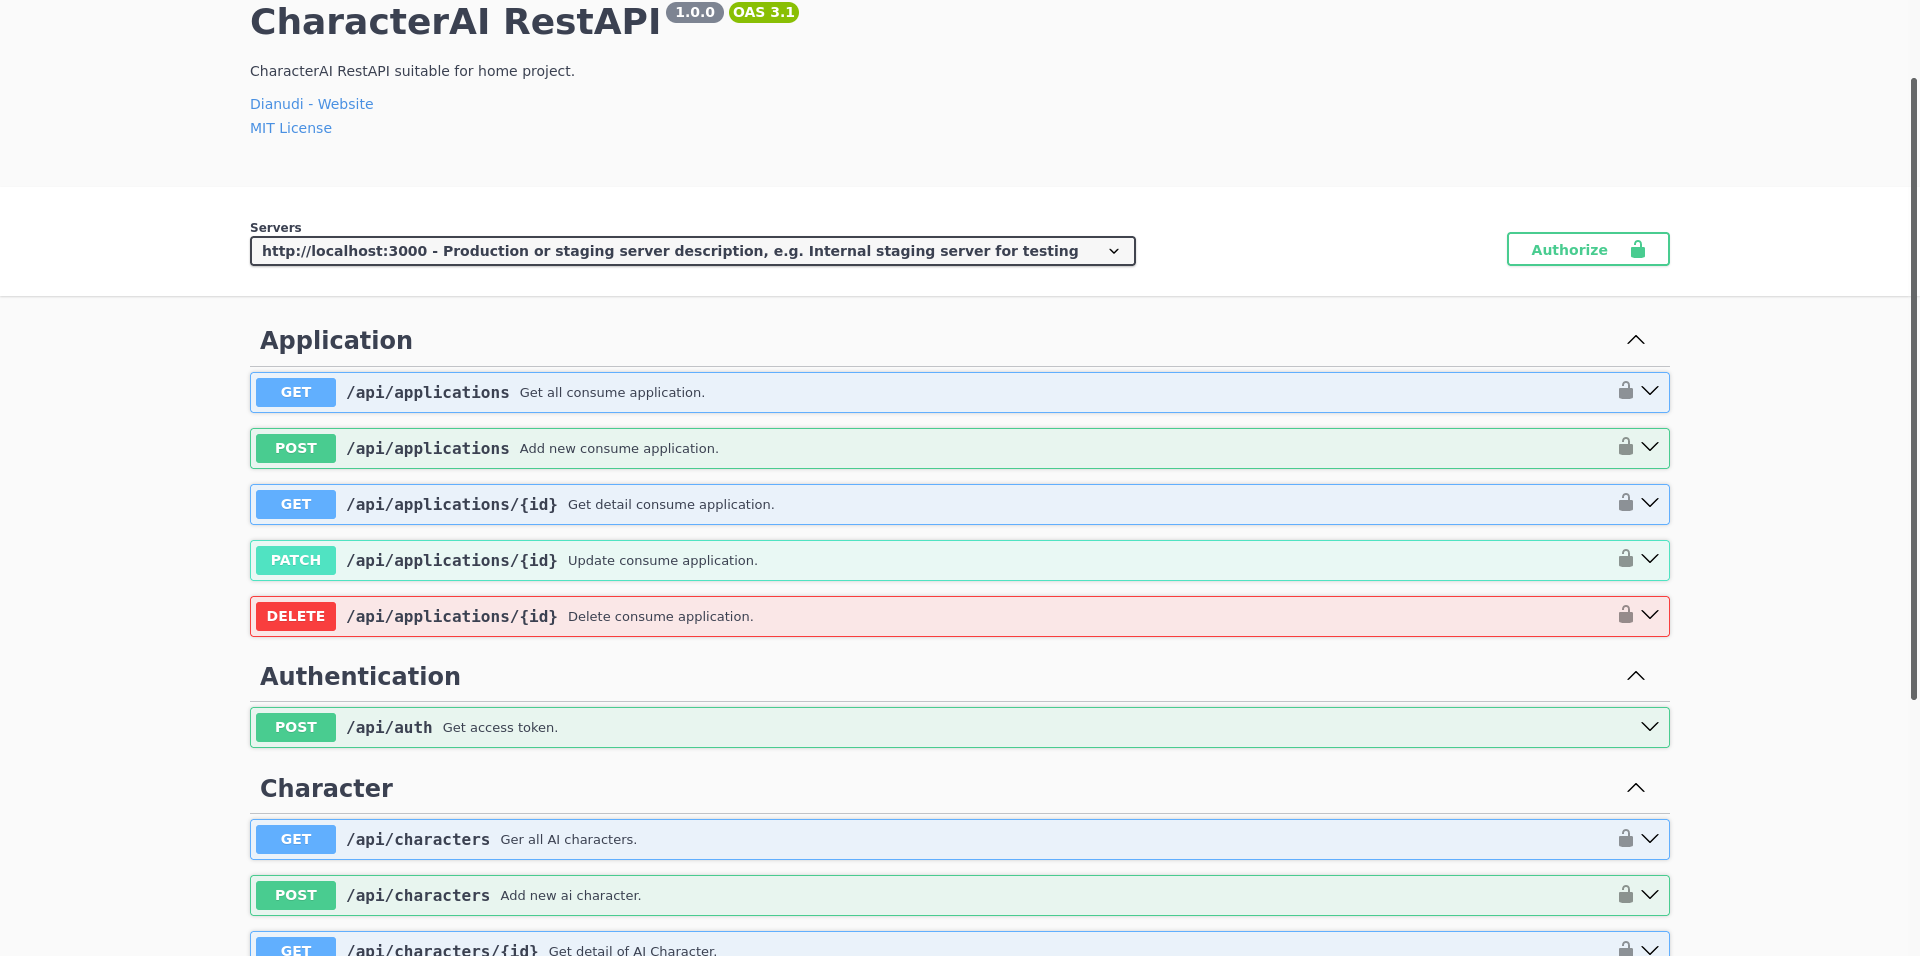 CharacterAI RestAPI 1.0.0 OAS 3.1
CharacterAI RestAPI suitable for home project.
Dianudi - Website
MIT License
Servers
http://localhost:3000 - Production or staging server description, e.g. Internal staging server for testing
Authorize
Application
GET /api/applications Get all consume application.
POST /api/applications Add new consume application.
GET /api/applications/{id} Get detail consume application.
PATCH /api/applications/{id} Update consume application.
DELETE /api/applications/{id} Delete consume application.
Authentication
POST /api/auth Get access token.
Character
GET /api/characters Ger all AI characters.
POST /api/characters Add new ai character.
GET /api/characters/{id} Get detail of AI Character.